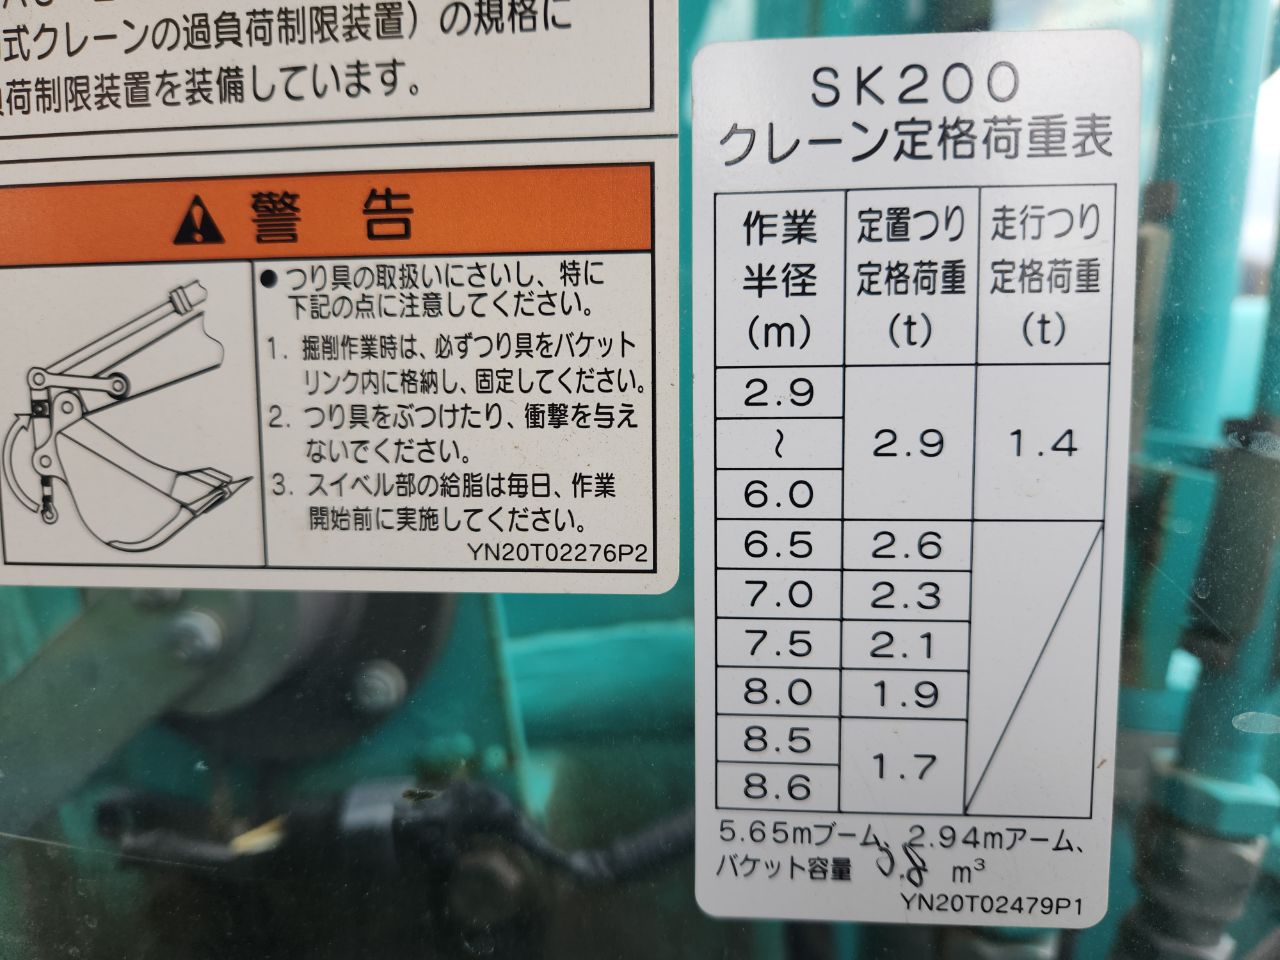 式クレーンの過負荷制限装置）の規格に
荷制限装置を装備しています。
警 告
● つり具の取扱いにさいし、特に
下記の点に注意してください。
1. 掘削作業時は、必ずつり具をバケット
リンク内に格納し、固定してください。
2. つり具をぶつけたり、衝撃を与え
ないでください。
3. スイベル部の給脂は毎日、作業
開始前に実施してください。
YN20T02276P2
SK200
クレーン定格荷重表
作業半径(m) 定置つり定格荷重(t) 走行つり定格荷重(t)
2.9
～ 2.9 1.4
6.0
6.5 2.6
7.0 2.3
7.5 2.1
8.0 1.9
8.5 1.7
8.6
5.65mブーム、2.94mアーム、
バケット容量 0.8 m³
YN20T02479P1